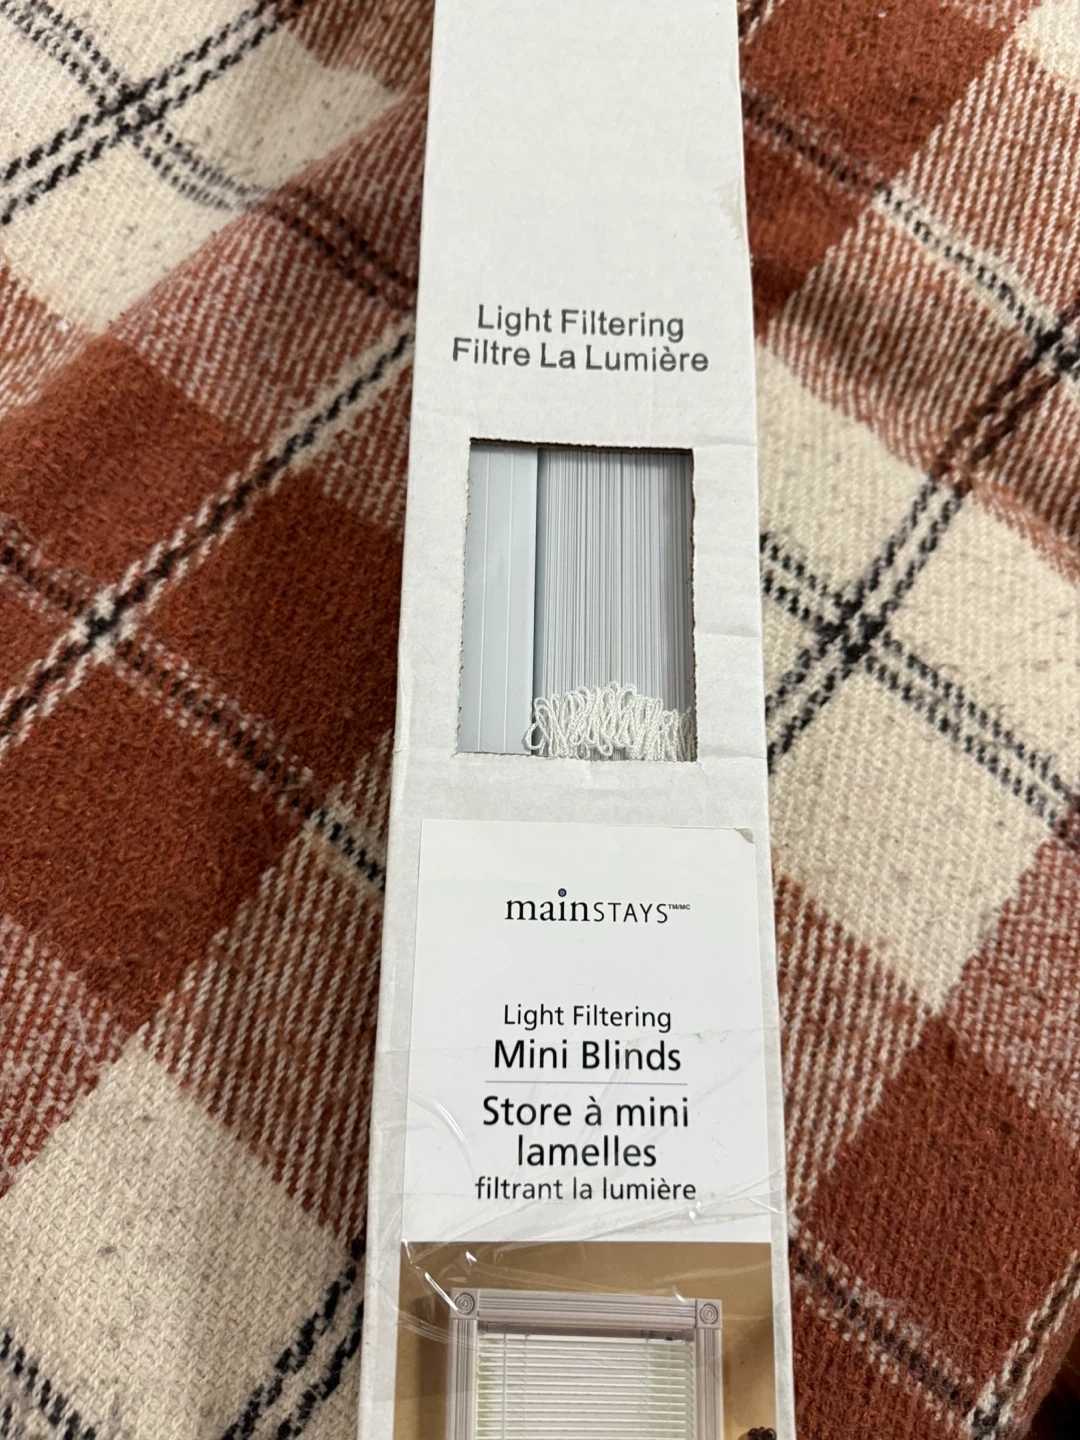 Light Filtering
Filtre La Lumière
mainSTAYS™/MC
Light Filtering
Mini Blinds
Store à mini
lamelles
filtrant la lumière